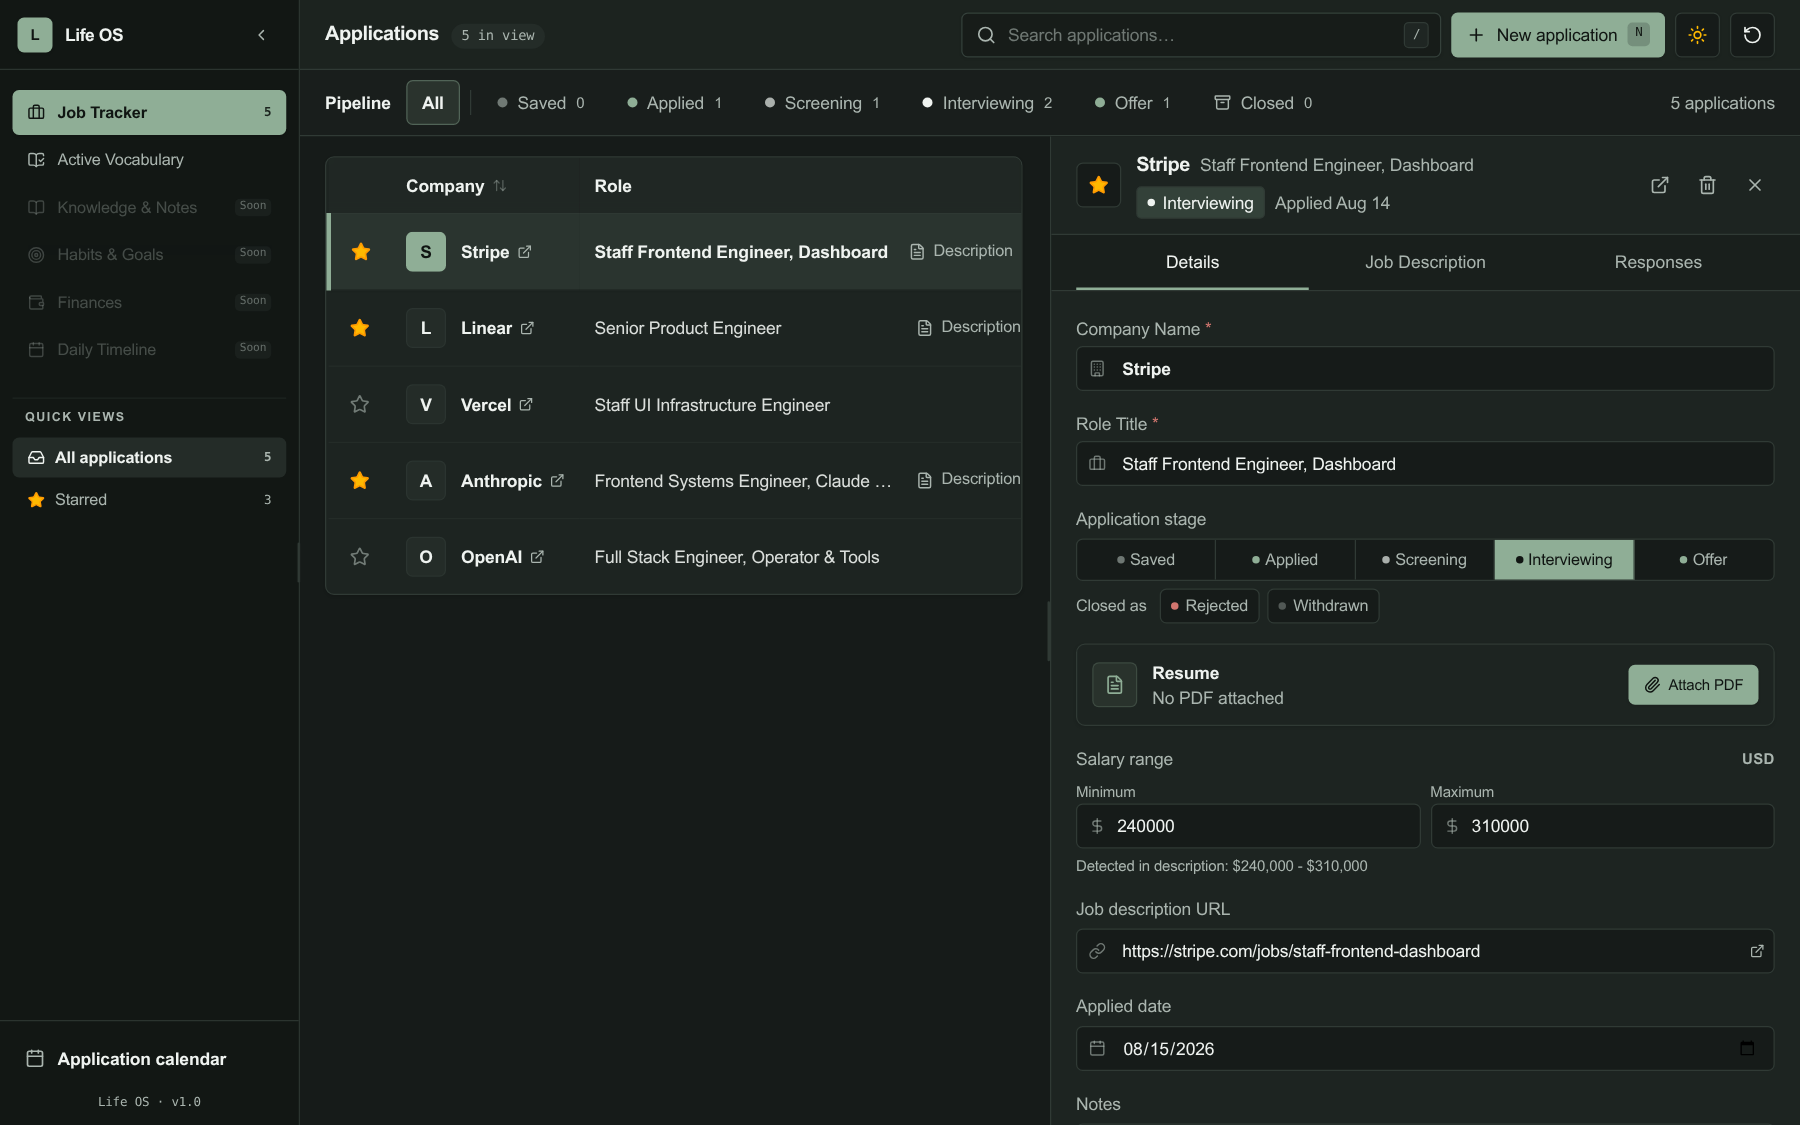 L Life OS
Job Tracker 5
Active Vocabulary
Knowledge & Notes Soon
Habits & Goals Soon
Finances Soon
Daily Timeline Soon
QUICK VIEWS
All applications 5
Starred 3
Application calendar
Life OS · v1.0
Applications 5 in view
Search applications… /
New application N
Pipeline All Saved 0 Applied 1 Screening 1 Interviewing 2 Offer 1 Closed 0 5 applications
Company Role
S Stripe Staff Frontend Engineer, Dashboard Description
L Linear Senior Product Engineer Description
V Vercel Staff UI Infrastructure Engineer
A Anthropic Frontend Systems Engineer, Claude … Description
O OpenAI Full Stack Engineer, Operator & Tools
Stripe Staff Frontend Engineer, Dashboard
Interviewing Applied Aug 14
Details Job Description Responses
Company Name *
Stripe
Role Title *
Staff Frontend Engineer, Dashboard
Application stage
Saved Applied Screening Interviewing Offer
Closed as Rejected Withdrawn
Resume
No PDF attached
Attach PDF
Salary range USD
Minimum Maximum
$ 240000 $ 310000
Detected in description: $240,000 - $310,000
Job description URL
https://stripe.com/jobs/staff-frontend-dashboard
Applied date
08/15/2026
Notes